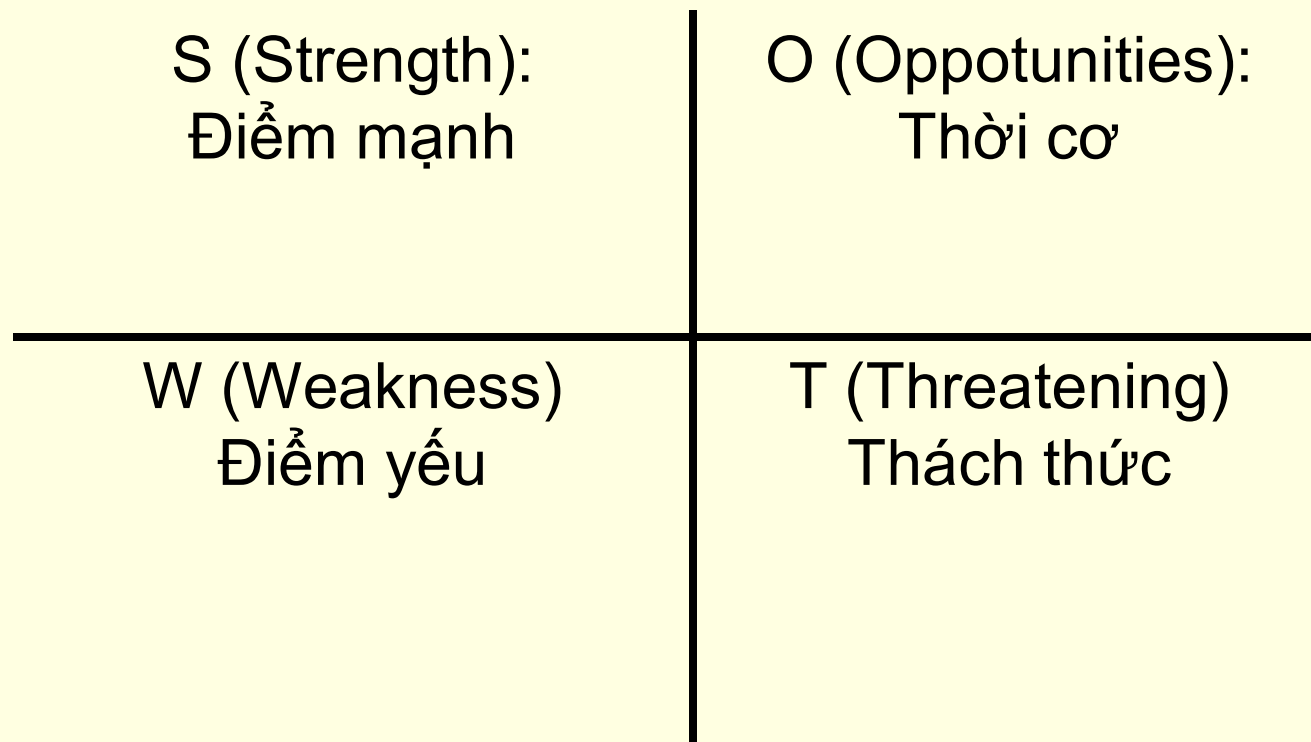 S (Strength):
Điểm mạnh
O (Oppotunities):
Thời cơ
W (Weakness)
Điểm yếu
T (Threatening)
Thách thức